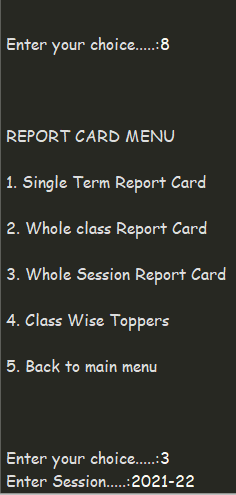 Enter your choice.....:8
REPORT CARD MENU
1. Single Term Report Card
2. Whole class Report Card
3. Whole Session Report Card
4. Class Wise Toppers
5. Back to main menu
Enter your choice.....:3
Enter Session.....:2021-22